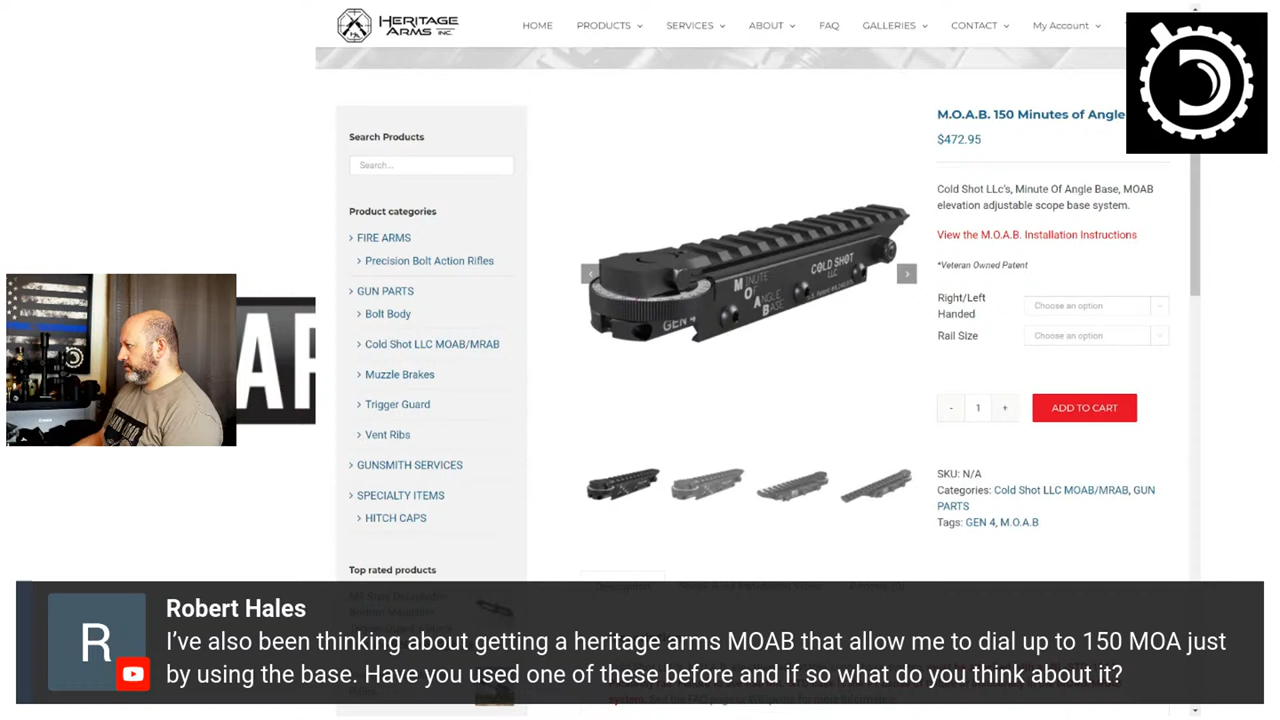 HERITAGE
ARMS INC.
HOME
PRODUCTS
SERVICES
ABOUT
FAQ
GALLERIES
CONTACT
My Account
Search Products
Search...
Product categories
FIRE ARMS
Precision Bolt Action Rifles
GUN PARTS
Bolt Body
Cold Shot LLC MOAB/MRAB
Muzzle Brakes
Trigger Guard
Vent Ribs
GUNSMITH SERVICES
SPECIALTY ITEMS
HITCH CAPS
Top rated products
MINUTE
OF
ANGLE
BASE
COLD SHOT
LLC
GEN 4
M.O.A.B. 150 Minutes of Angle
$472.95
Cold Shot LLc's, Minute Of Angle Base, MOAB
elevation adjustable scope base system.
View the M.O.A.B. Installation Instructions
*Veteran Owned Patent
Right/Left
Handed
Choose an option
Rail Size
Choose an option
- 1 +
ADD TO CART
SKU: N/A
Categories: Cold Shot LLC MOAB/MRAB, GUN
PARTS
Tags: GEN 4, M.O.A.B
AR
R
Robert Hales
I've also been thinking about getting a heritage arms MOAB that allow me to dial up to 150 MOA just
by using the base. Have you used one of these before and if so what do you think about it?